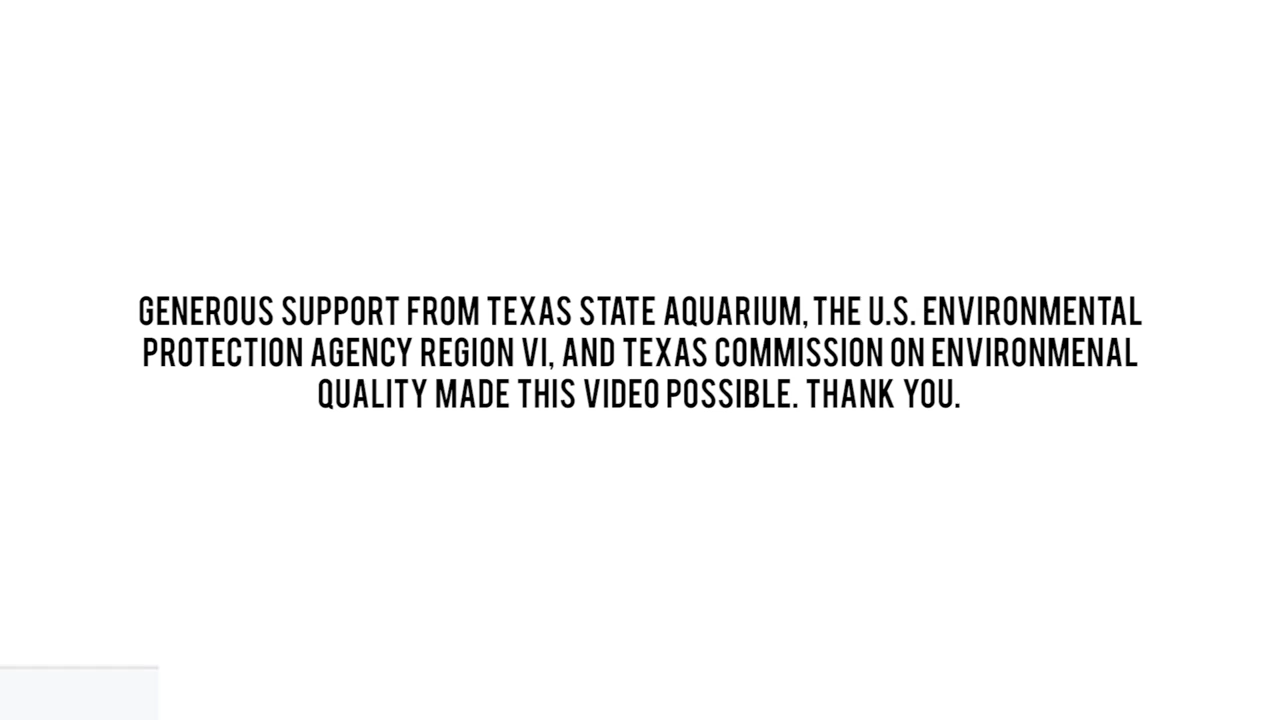 GENEROUS SUPPORT FROM TEXAS STATE AQUARIUM, THE U.S. ENVIRONMENTAL
PROTECTION AGENCY REGION VI, AND TEXAS COMMISSION ON ENVIRONMENAL
QUALITY MADE THIS VIDEO POSSIBLE. THANK YOU.